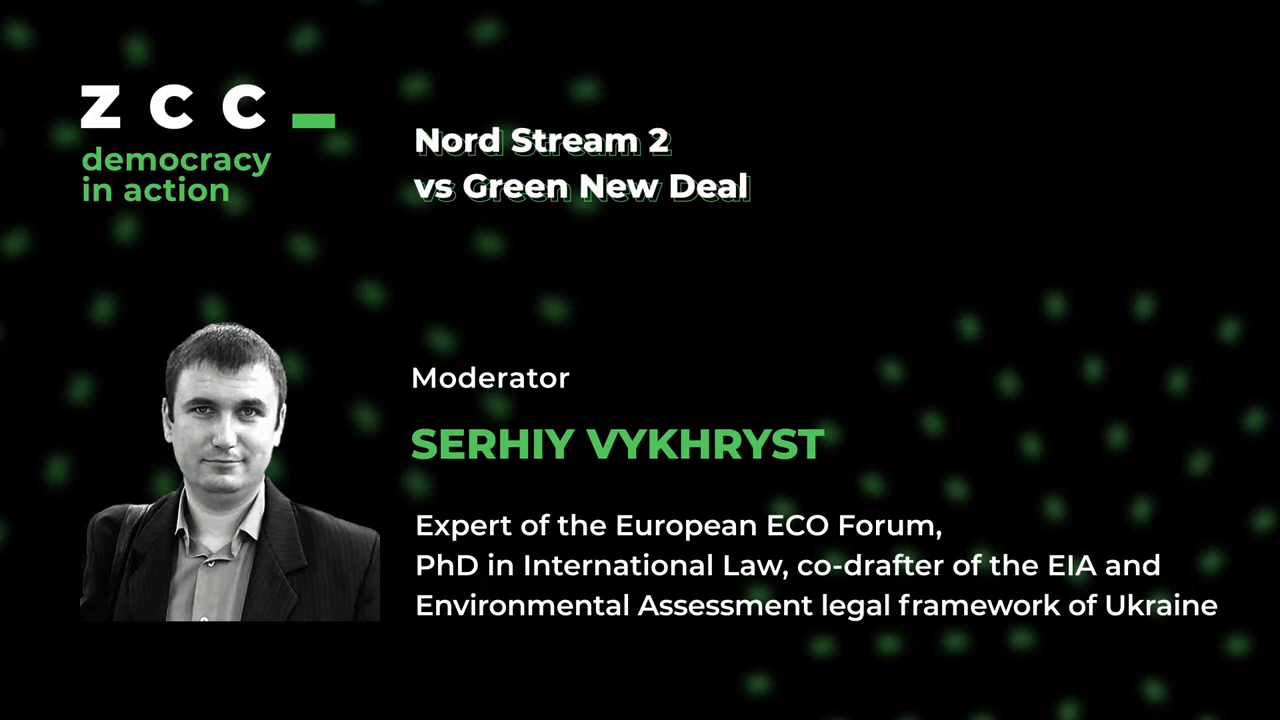 zcc_
democracy
in action
Nord Stream 2
vs Green New Deal
Moderator
SERHIY VYKHRYST
Expert of the European ECO Forum,
PhD in International Law, co-drafter of the EIA and
Environmental Assessment legal framework of Ukraine